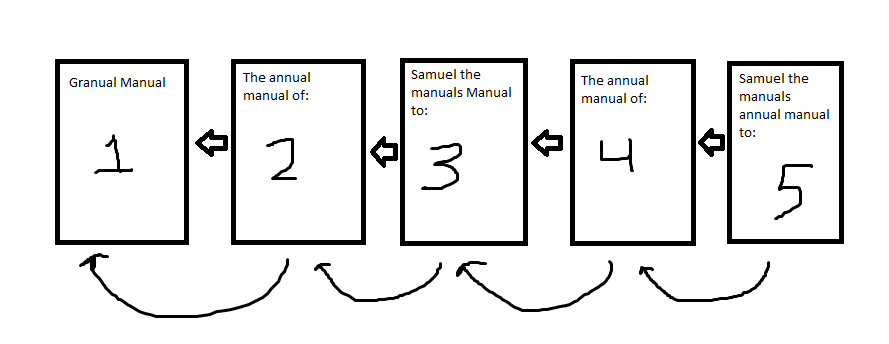 Granual Manual
1
The annual
manual of:
2
Samuel the
manuals Manual
to:
3
The annual
manual of:
4
Samuel the
manuals
annual manual
to:
5